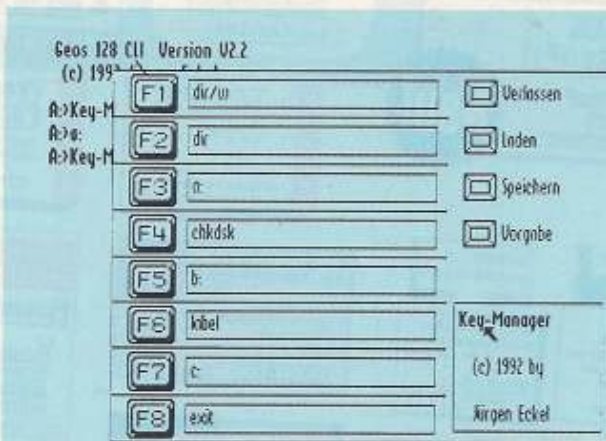 Geos 128 CLI Version V2.2
(c) 199
A:>Key-M
A:>a:
A:>Key-M
F1 dir/w
F2 dir
F3 a:
F4 chkdsk
F5 b:
F6 label
F7 c:
F8 exit
Verlassen
Laden
Speichern
Vorgabe
Key-Manager
(c) 1992 by
Jürgen Eckel